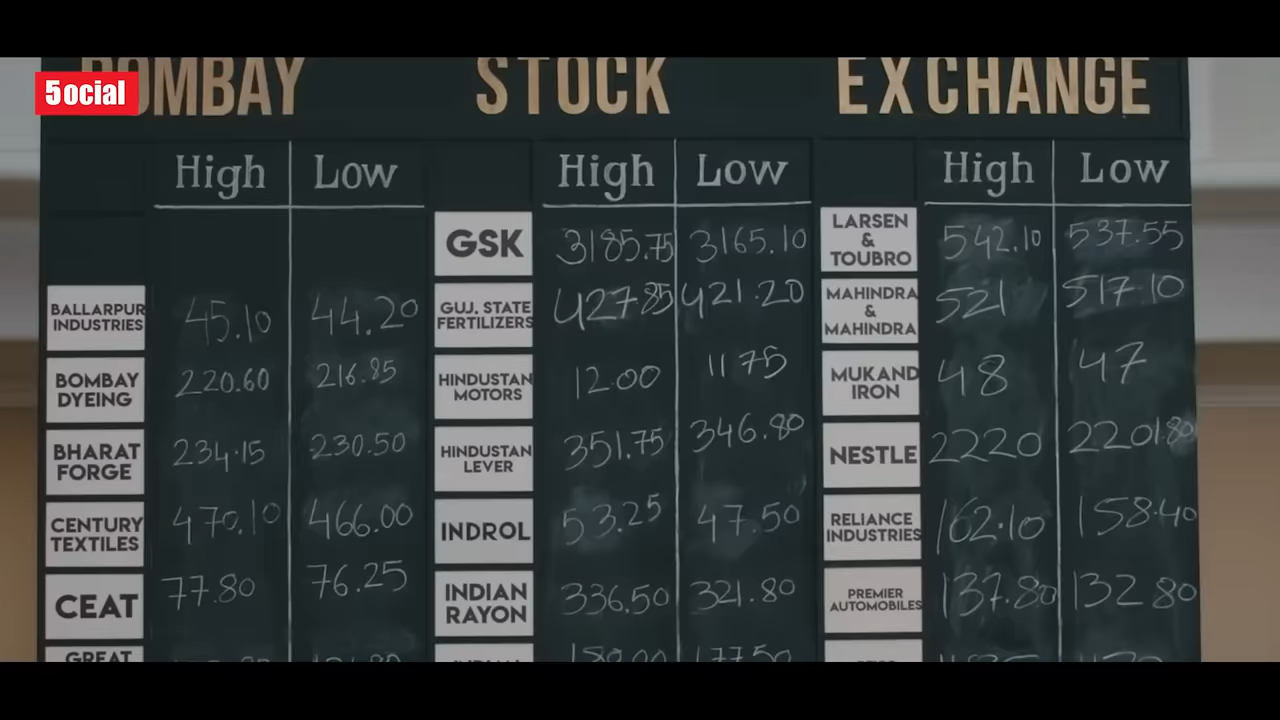 5ocial
BOMBAY STOCK EXCHANGE
High Low High Low High Low
GSK 3185.75 3165.10
LARSEN
&
TOUBRO 542.10 537.55
BALLARPUR
INDUSTRIES 45.10 44.20
GUJ. STATE
FERTILIZERS 427.85 421.20
MAHINDRA
&
MAHINDRA 521 517.10
BOMBAY
DYEING 220.60 216.85
HINDUSTAN
MOTORS 12.00 11 75
MUKAND
IRON 48 47
BHARAT
FORGE 234.15 230.50
HINDUSTAN
LEVER 351.75 346.80
NESTLE 2220 2201.80
CENTURY
TEXTILES 470.10 466.00
INDROL 53.25 47.50
RELIANCE
INDUSTRIES 162.10 158.40
CEAT 77.80 76.25
INDIAN
RAYON 336.50 321.80
PREMIER
AUTOMOBILES 137.80 132 80
GREAT
180.00 177.50